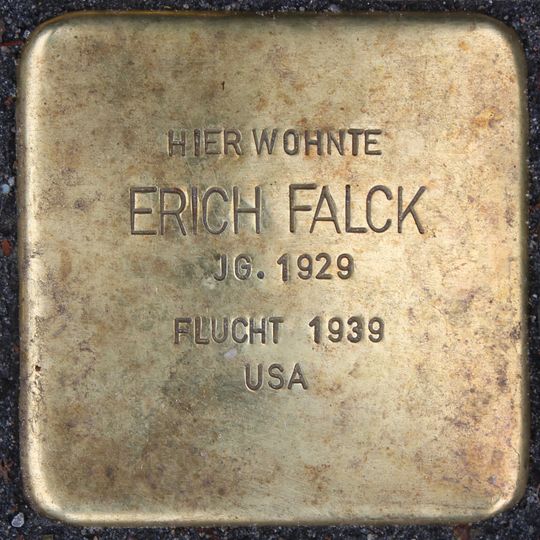 HIER WOHNTE
ERICH FALCK
JG. 1929
FLUCHT 1939
USA